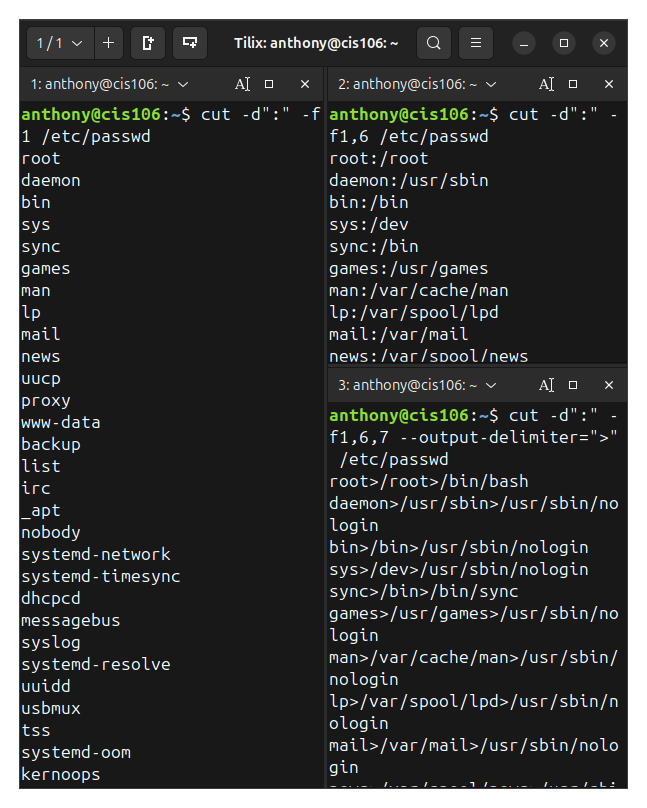 1 / 1
Tilix: anthony@cis106: ~
1: anthony@cis106: ~
anthony@cis106:~$ cut -d":" -f
1 /etc/passwd
root
daemon
bin
sys
sync
games
man
lp
mail
news
uucp
proxy
www-data
backup
list
irc
_apt
nobody
systemd-network
systemd-timesync
dhcpcd
messagebus
syslog
systemd-resolve
uuidd
usbmux
tss
systemd-oom
kernoops
2: anthony@cis106: ~
anthony@cis106:~$ cut -d":" -
f1,6 /etc/passwd
root:/root
daemon:/usr/sbin
bin:/bin
sys:/dev
sync:/bin
games:/usr/games
man:/var/cache/man
lp:/var/spool/lpd
mail:/var/mail
news:/var/spool/news
3: anthony@cis106: ~
anthony@cis106:~$ cut -d":" -
f1,6,7 --output-delimiter=">"
 /etc/passwd
root>/root>/bin/bash
daemon>/usr/sbin>/usr/sbin/no
login
bin>/bin>/usr/sbin/nologin
sys>/dev>/usr/sbin/nologin
sync>/bin>/bin/sync
games>/usr/games>/usr/sbin/no
login
man>/var/cache/man>/usr/sbin/
nologin
lp>/var/spool/lpd>/usr/sbin/n
ologin
mail>/var/mail>/usr/sbin/nolo
gin